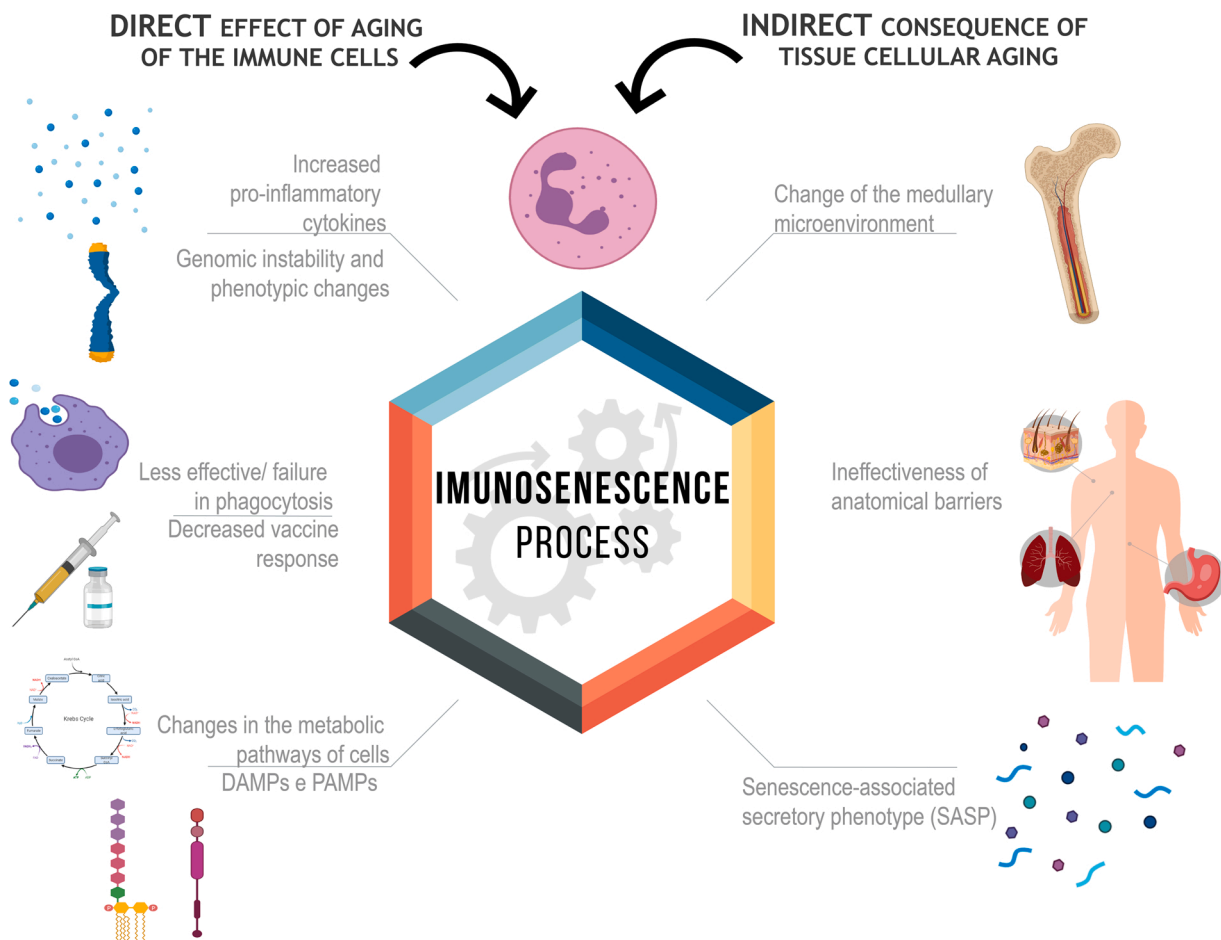 DIRECT EFFECT OF AGING
OF THE IMMUNE CELLS
INDIRECT CONSEQUENCE OF
TISSUE CELLULAR AGING
Increased
pro-inflammatory
cytokines
Genomic instability and
phenotypic changes
Less effective/ failure
in phagocytosis
Decreased vaccine
response
Krebs Cycle
Changes in the metabolic
pathways of cells
DAMPs e PAMPs
P
P
IMUNOSENESCENCE
PROCESS
Change of the medullary
microenvironment
Ineffectiveness of
anatomical barriers
Senescence-associated
secretory phenotype (SASP)